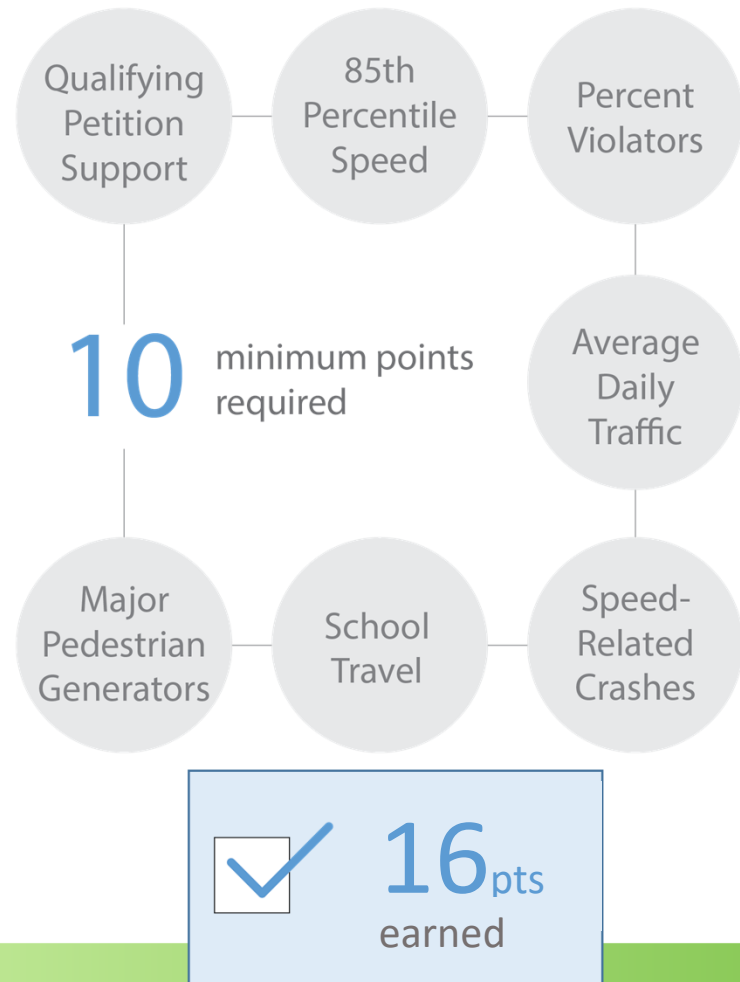 Qualifying
Petition
Support
85th
Percentile
Speed
Percent
Violators
10
minimum points
required
Average
Daily
Traffic
Major
Pedestrian
Generators
School
Travel
Speed-
Related
Crashes
16pts
earned